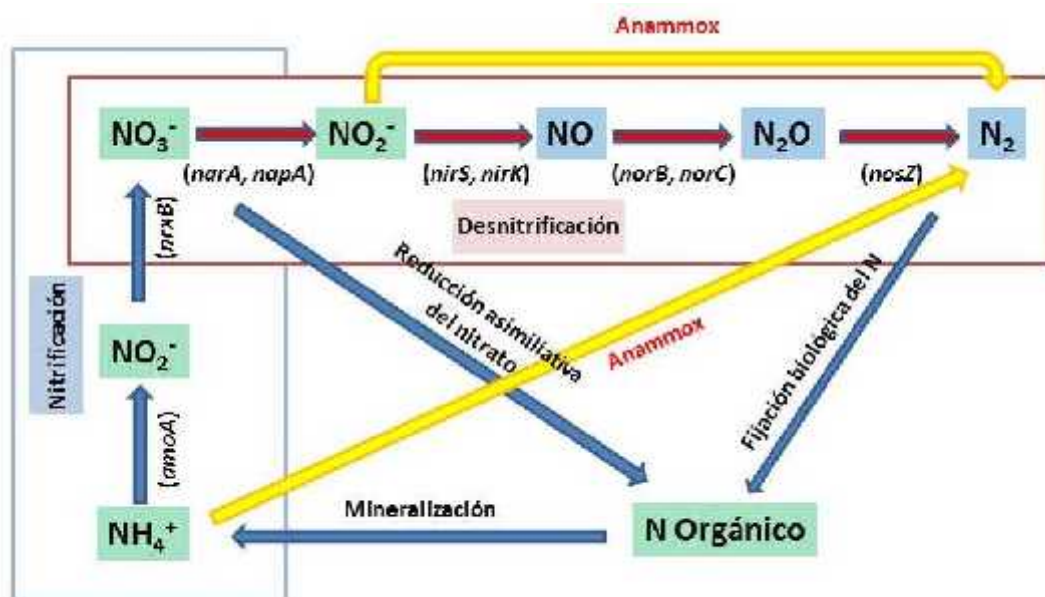 Anammox
NO₃⁻ NO₂⁻ NO N₂O N₂
(narA, napA) (nirS, nirK) (norB, norC) (nosZ)
Desnitrificación
(nrxB)
Nitrificación
NO₂⁻
(amoA)
NH₄⁺
Reducción asimiliativa
del nitrato
Anammox
Fijación biológica del N
Mineralización
N Orgánico